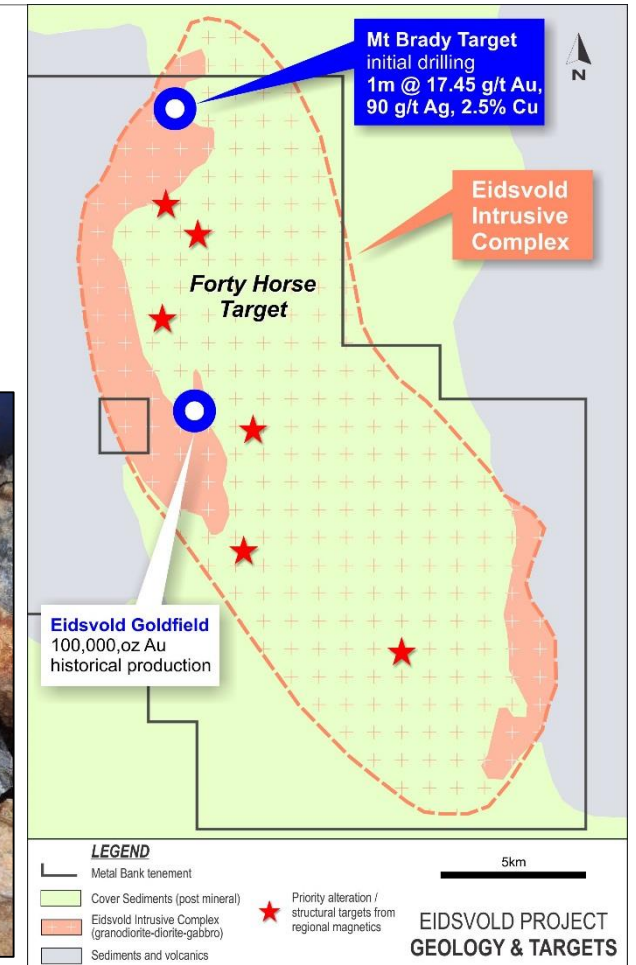 Mt Brady Target
initial drilling
1m @ 17.45 g/t Au,
90 g/t Ag, 2.5% Cu
N
Eidsvold
Intrusive
Complex
Forty Horse
Target
Eidsvold Goldfield
100,000,oz Au
historical production
LEGEND
Metal Bank tenement
Cover Sediments (post mineral)
Eidsvold Intrusive Complex
(granodiorite-diorite-gabbro)
Sediments and volcanics
Priority alteration /
structural targets from
regional magnetics
5km
EIDSVOLD PROJECT
GEOLOGY & TARGETS